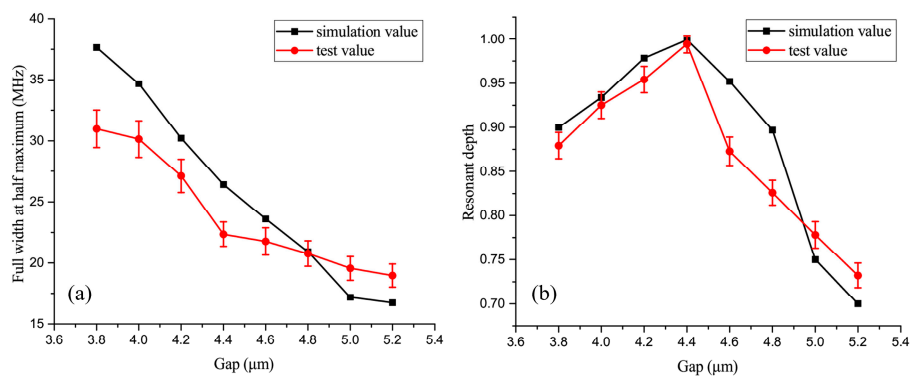 40
35
30
25
20
15
Full width at half maximum (MHz)
simulation value
test value
(a)
3.6 3.8 4.0 4.2 4.4 4.6 4.8 5.0 5.2 5.4
Gap (μm)
1.00
0.95
0.90
0.85
0.80
0.75
0.70
Resonant depth
simulation value
test value
(b)
3.6 3.8 4.0 4.2 4.4 4.6 4.8 5.0 5.2 5.4
Gap (μm)